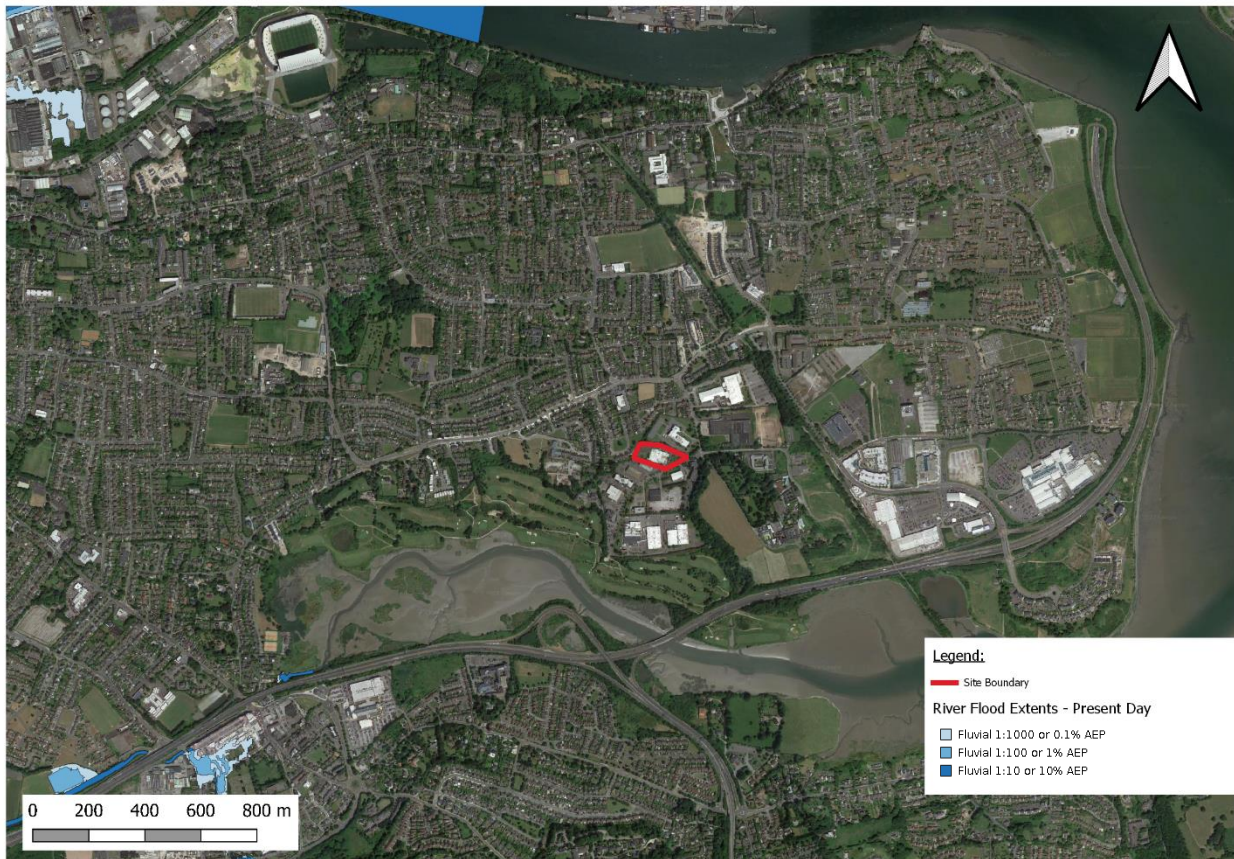 Legend:
Site Boundary
River Flood Extents - Present Day
Fluvial 1:1000 or 0.1% AEP
Fluvial 1:100 or 1% AEP
Fluvial 1:10 or 10% AEP
0 200 400 600 800 m